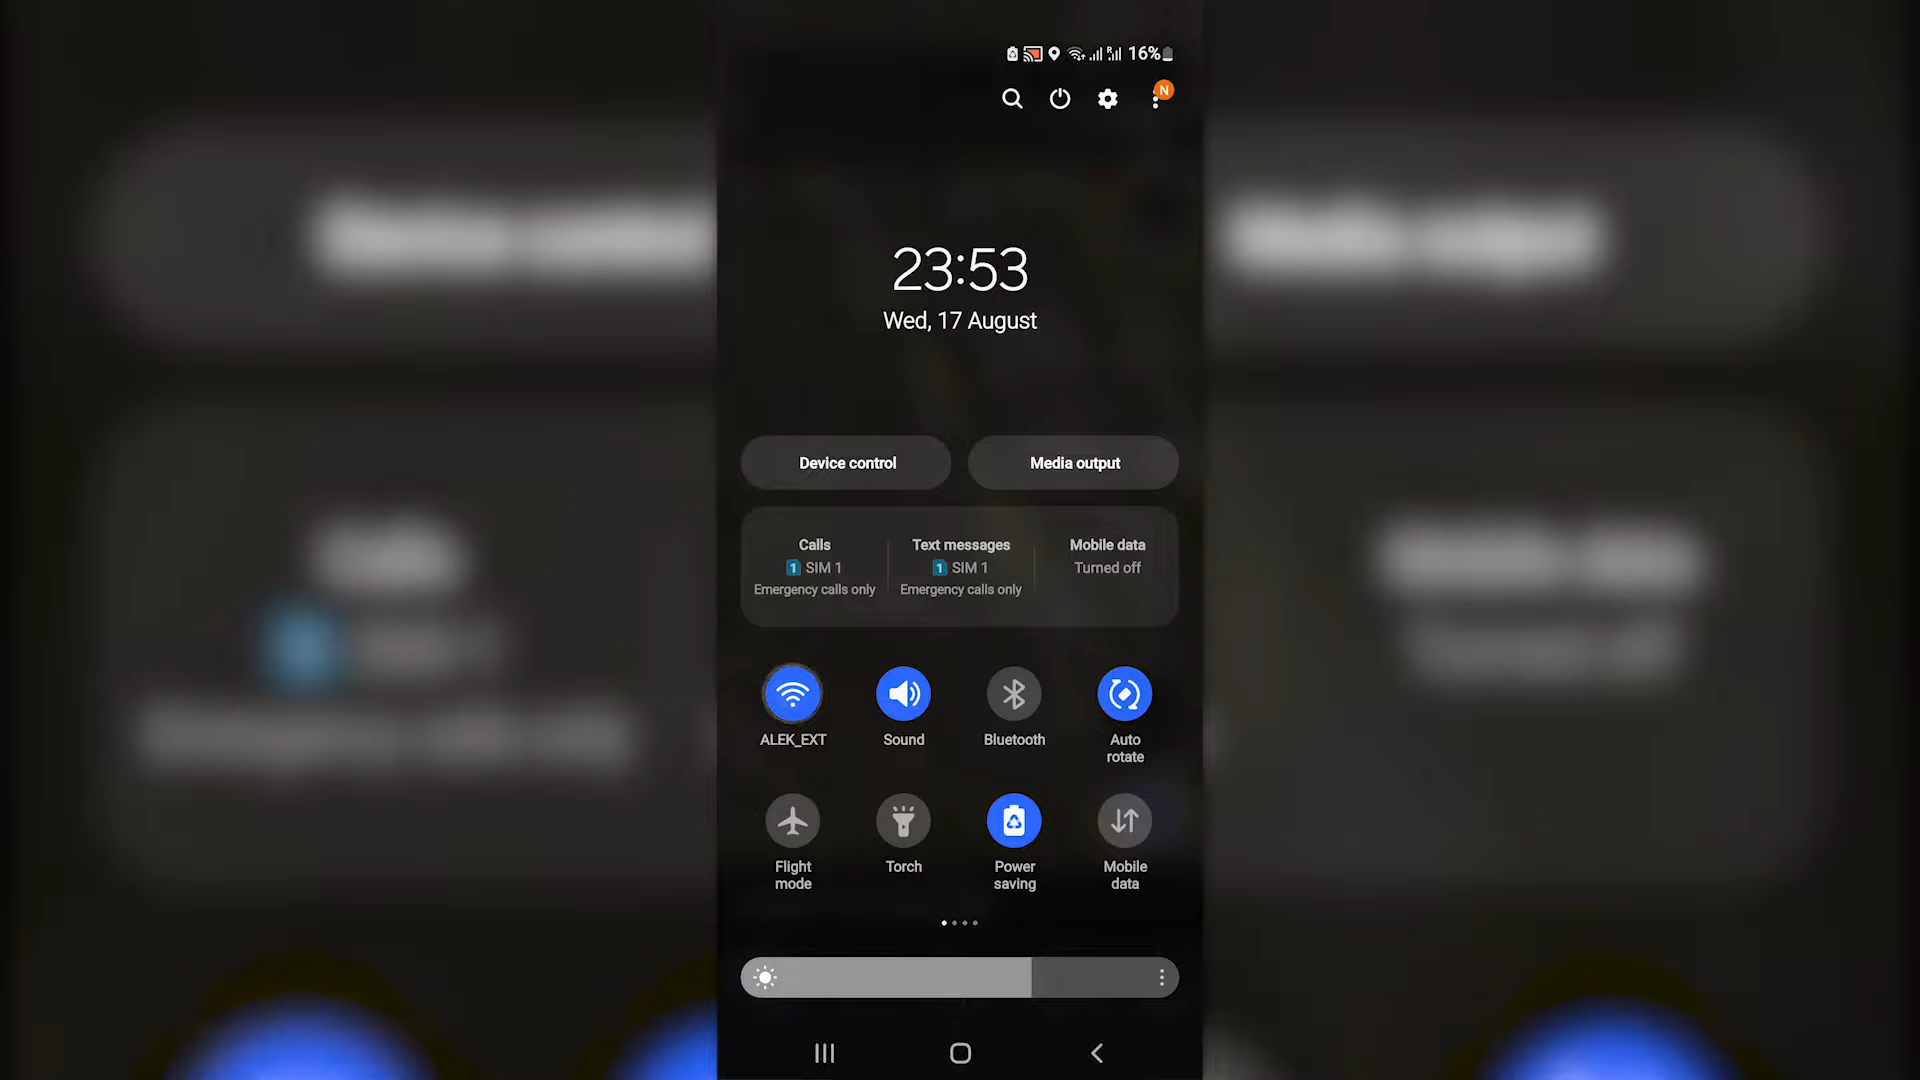 16%
N
23:53
Wed, 17 August
Device control
Media output
Calls
1 SIM 1
Emergency calls only
Text messages
1 SIM 1
Emergency calls only
Mobile data
Turned off
ALEK_EXT
Sound
Bluetooth
Auto
rotate
Flight
mode
Torch
Power
saving
Mobile
data